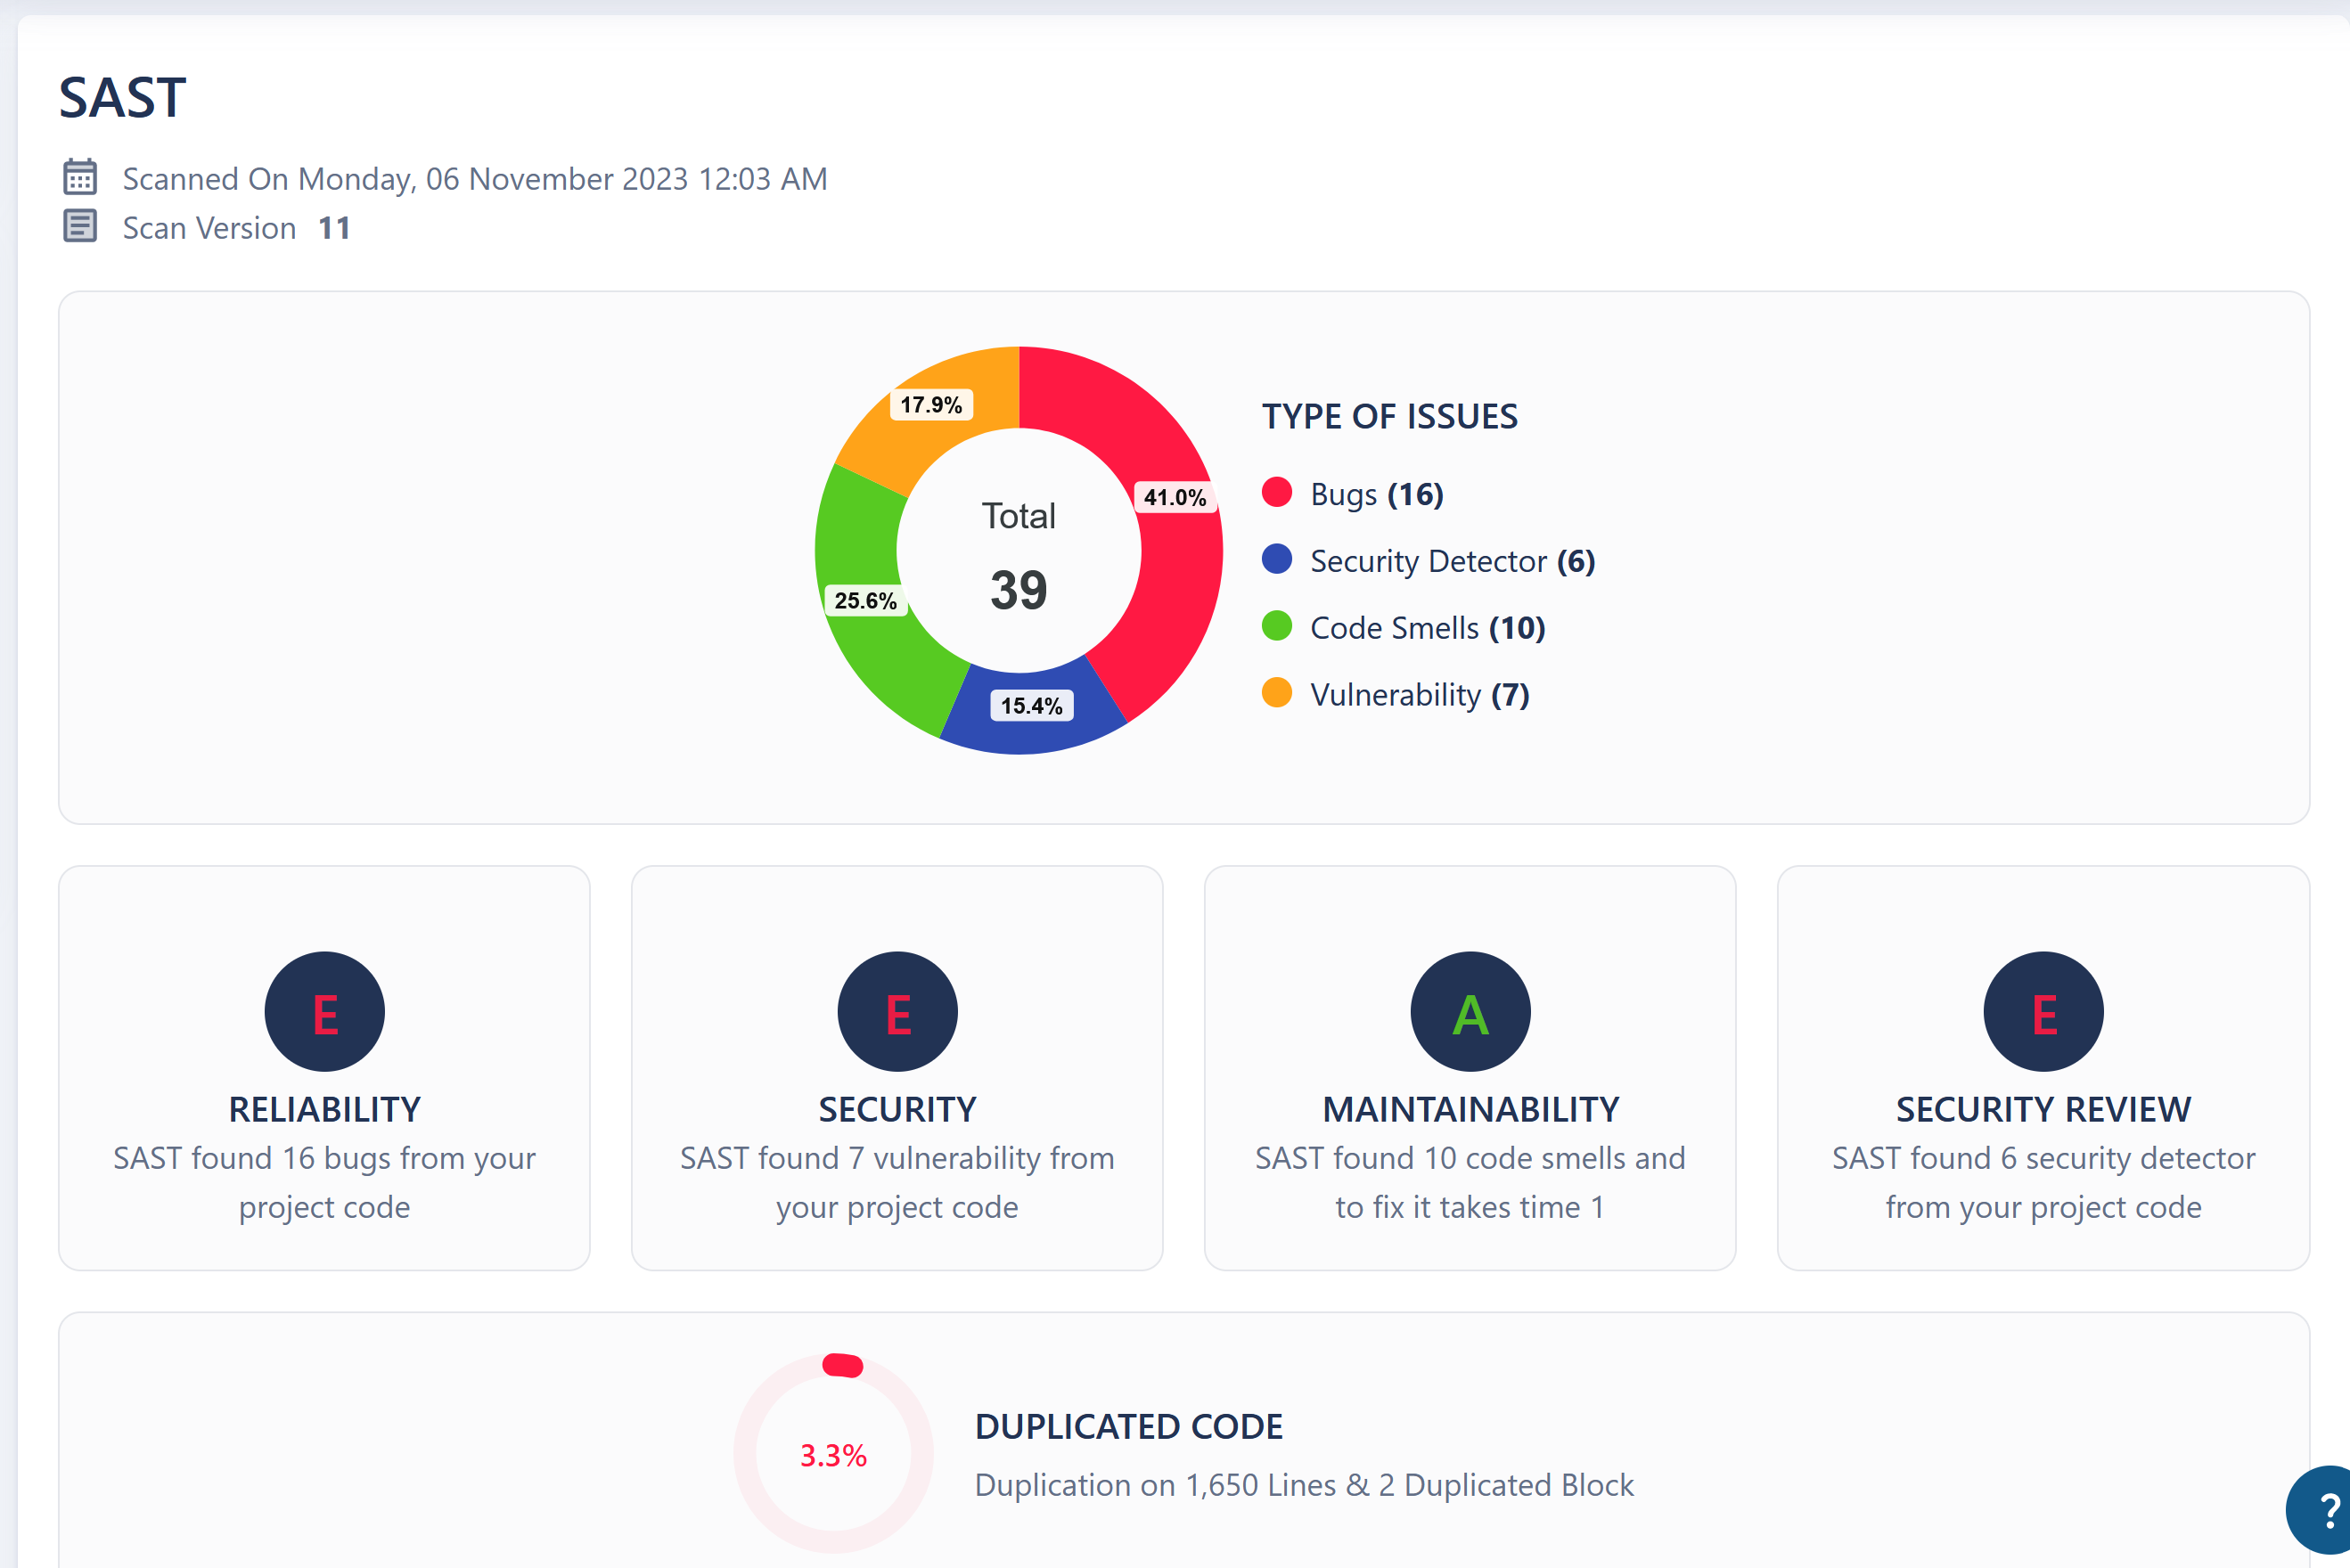 SAST
Scanned On Monday, 06 November 2023 12:03 AM
Scan Version 11
17.9%
41.0%
25.6%
15.4%
Total
39
TYPE OF ISSUES
Bugs (16)
Security Detector (6)
Code Smells (10)
Vulnerability (7)
E
RELIABILITY
SAST found 16 bugs from your
project code
E
SECURITY
SAST found 7 vulnerability from
your project code
A
MAINTAINABILITY
SAST found 10 code smells and
to fix it takes time 1
E
SECURITY REVIEW
SAST found 6 security detector
from your project code
3.3%
DUPLICATED CODE
Duplication on 1,650 Lines & 2 Duplicated Block
?